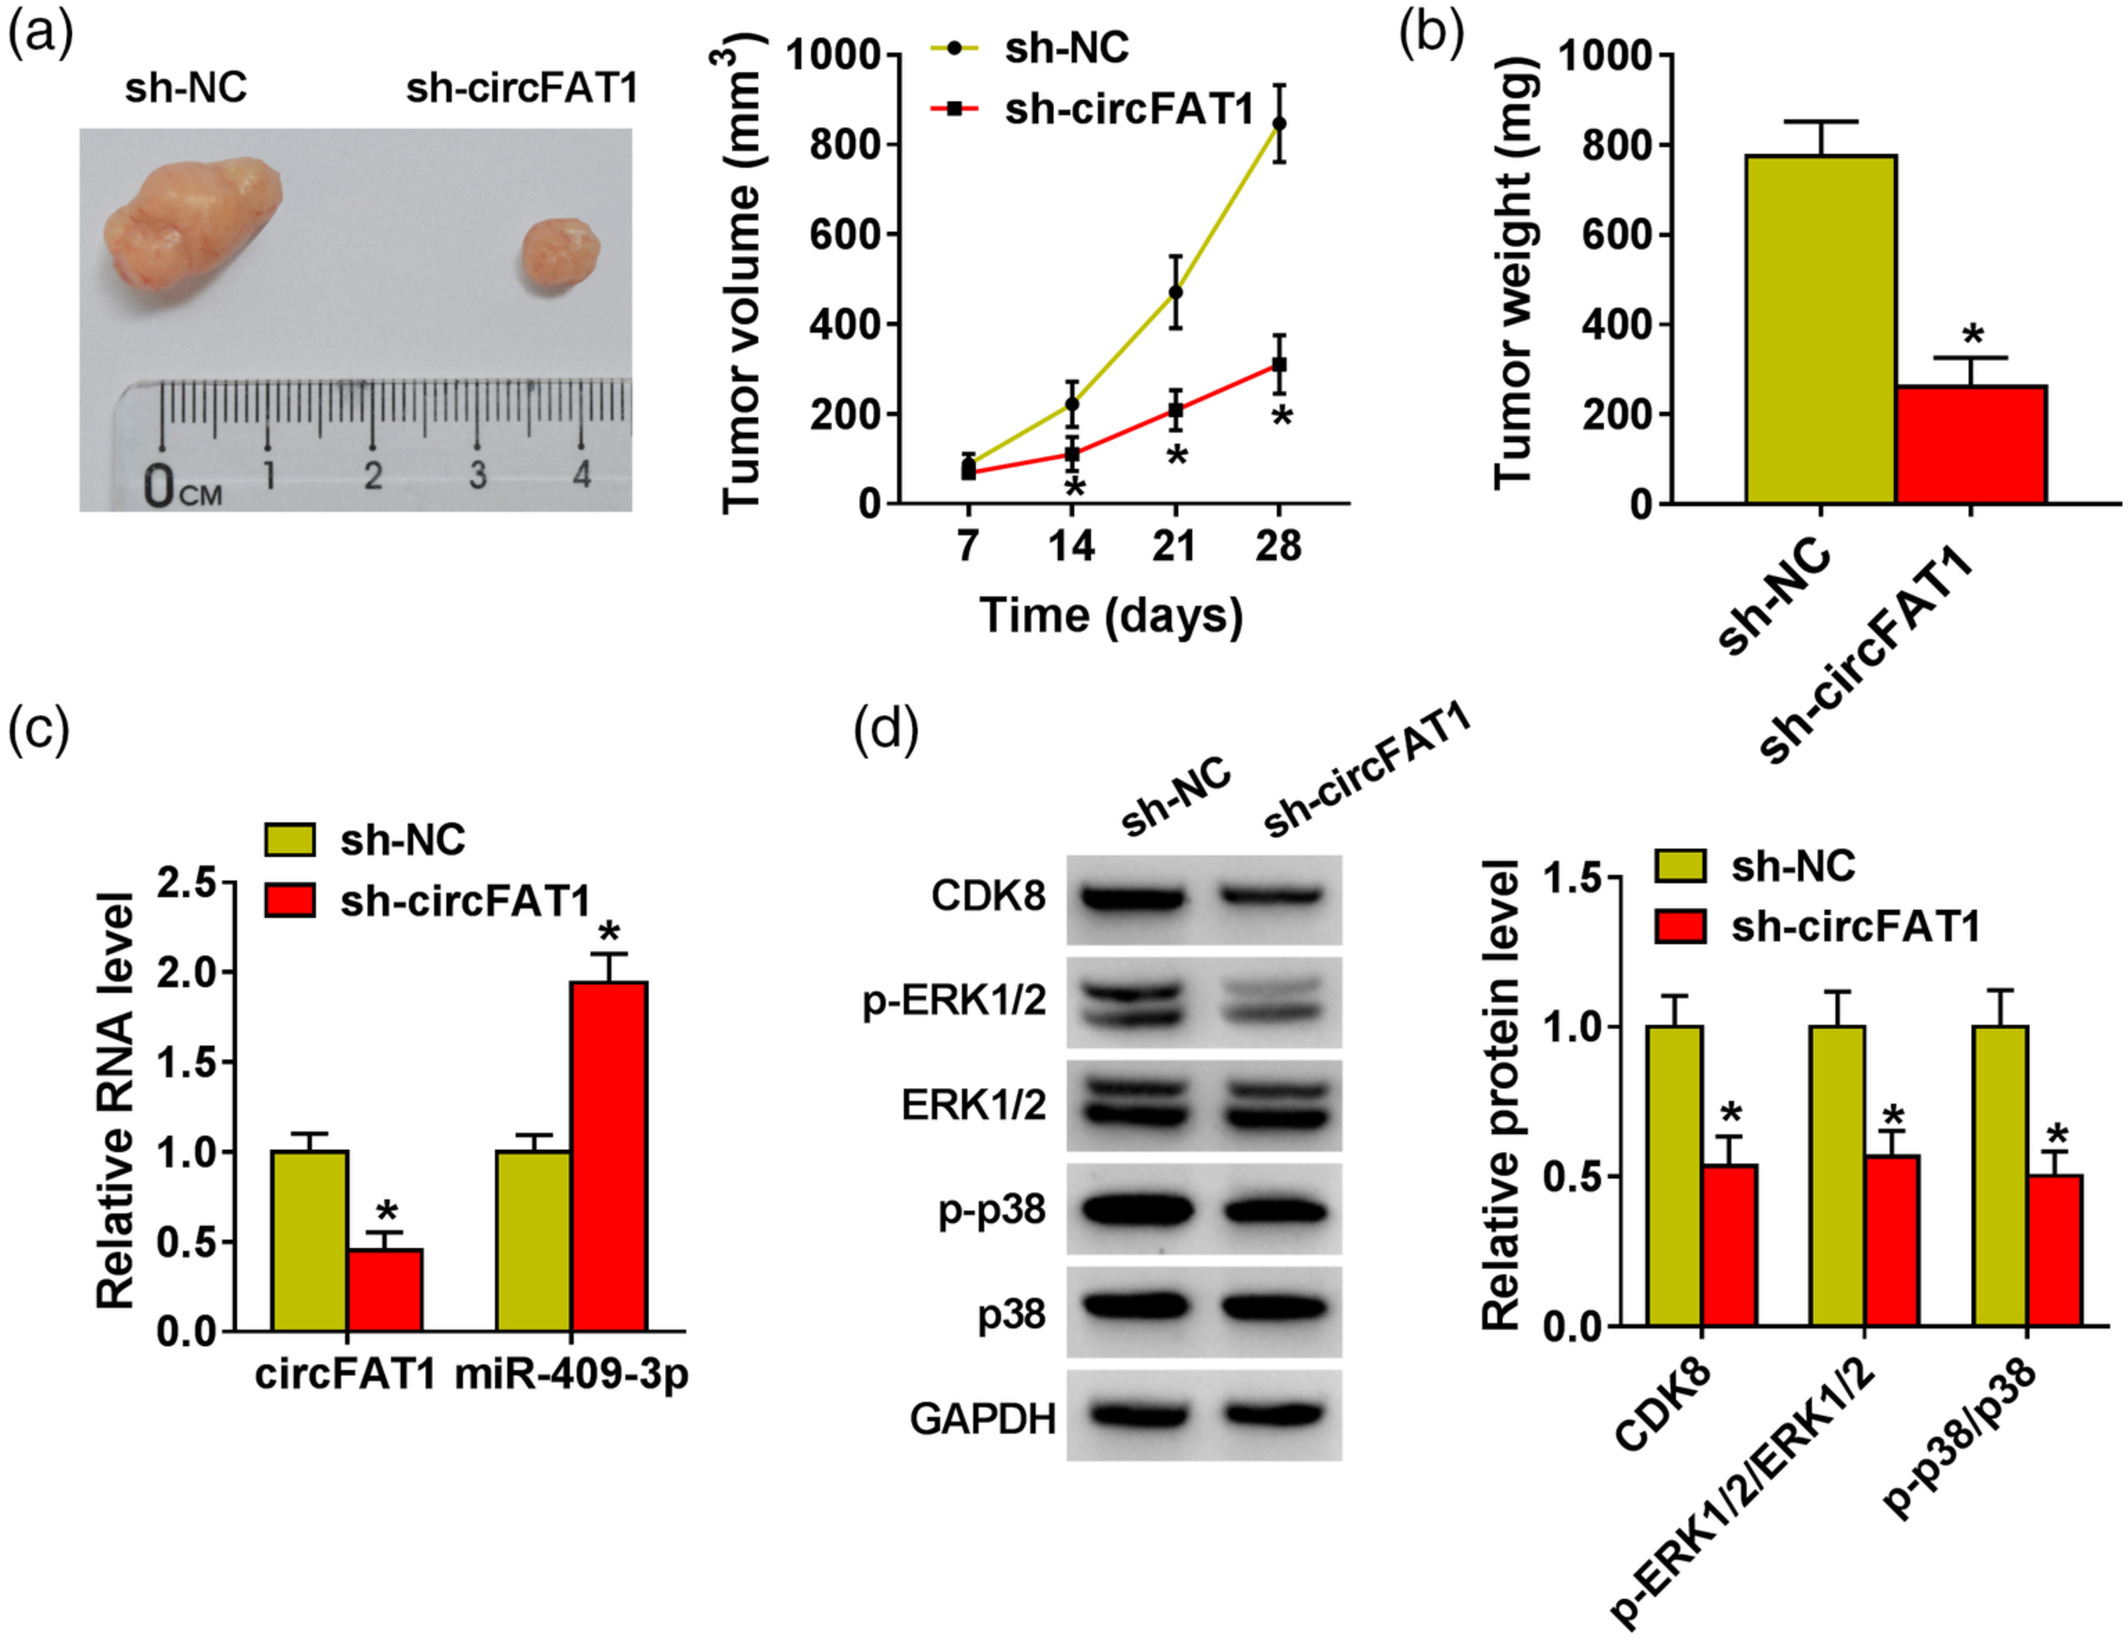 (a)
sh-NC
sh-circFAT1
0 CM 1 2 3 4
Tumor volume (mm³)
1000
800
600
400
200
0
sh-NC
sh-circFAT1
*
*
*
7 14 21 28
Time (days)
(b)
Tumor weight (mg)
1000
800
600
400
200
0
*
sh-NC
sh-circFAT1
(c)
Relative RNA level
2.5
2.0
1.5
1.0
0.5
0.0
sh-NC
sh-circFAT1
*
*
circFAT1 miR-409-3p
(d)
sh-NC
sh-circFAT1
CDK8
p-ERK1/2
ERK1/2
p-p38
p38
GAPDH
Relative protein level
1.5
1.0
0.5
0.0
sh-NC
sh-circFAT1
*
*
*
CDK8
p-ERK1/2/ERK1/2
p-p38/p38